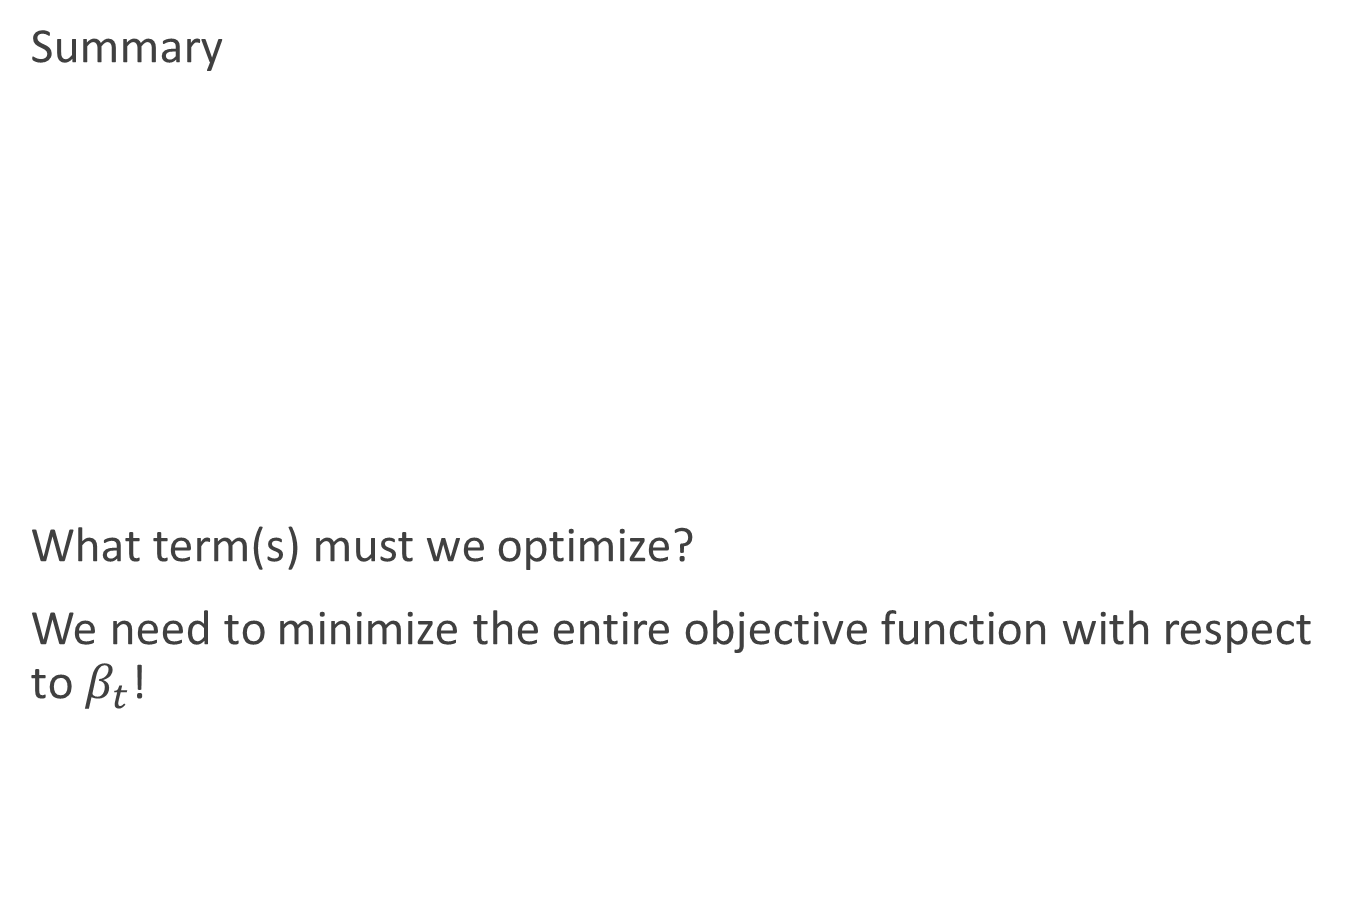 Summary
What term(s) must we optimize?
We need to minimize the entire objective function with respect
to βₜ!